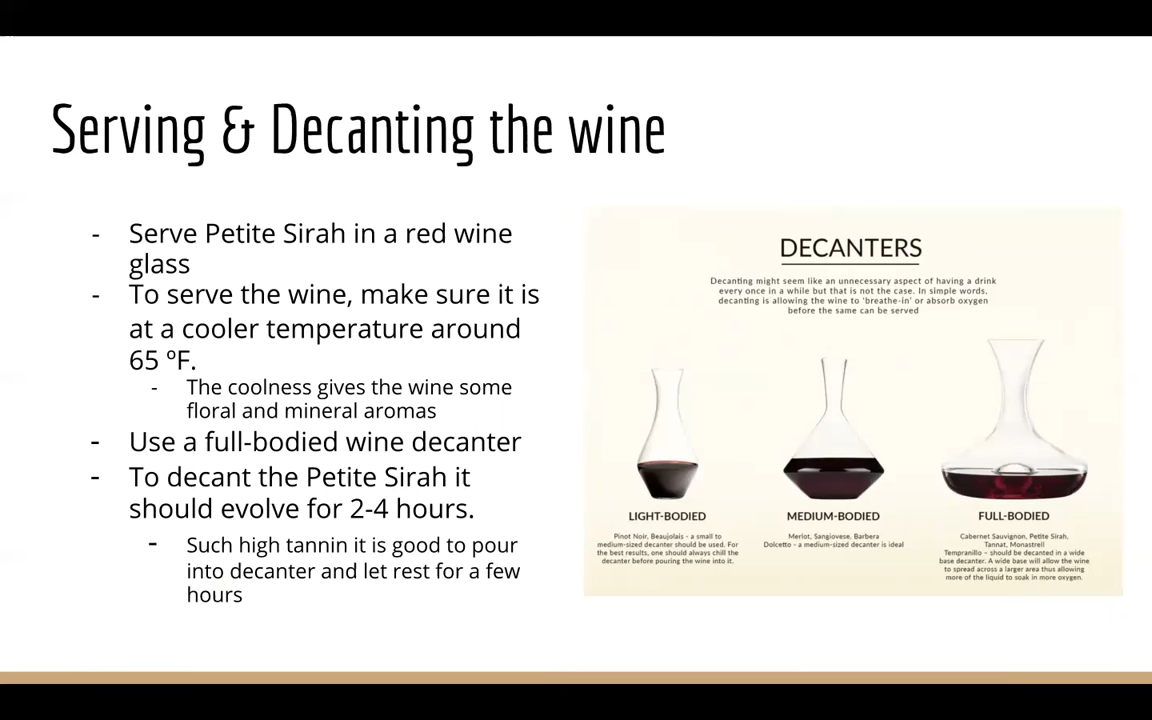 Serving & Decanting the wine
- Serve Petite Sirah in a red wine
glass
- To serve the wine, make sure it is
at a cooler temperature around
65 ºF.
- The coolness gives the wine some
floral and mineral aromas
- Use a full-bodied wine decanter
- To decant the Petite Sirah it
should evolve for 2-4 hours.
- Such high tannin it is good to pour
into decanter and let rest for a few
hours
DECANTERS
Decanting might seem like an unnecessary aspect of having a drink
every once in a while but that is not the case. In simple words,
decanting is allowing the wine to 'breathe-in' or absorb oxygen
before the same can be served
LIGHT-BODIED
Pinot Noir, Beaujolais - a small to
medium-sized decanter should be used. For
the best results, one should always chill the
decanter before pouring the wine into it.
MEDIUM-BODIED
Merlot, Sangiovese, Barbera
Dolcetto – a medium-sized decanter is ideal
FULL-BODIED
Cabernet Sauvignon, Petite Sirah,
Tannat, Monastrell
Tempranillo – should be decanted in a wide
base decanter. A wide base will allow the wine
to spread across a larger area thus allowing
more of the liquid to soak in more oxygen.